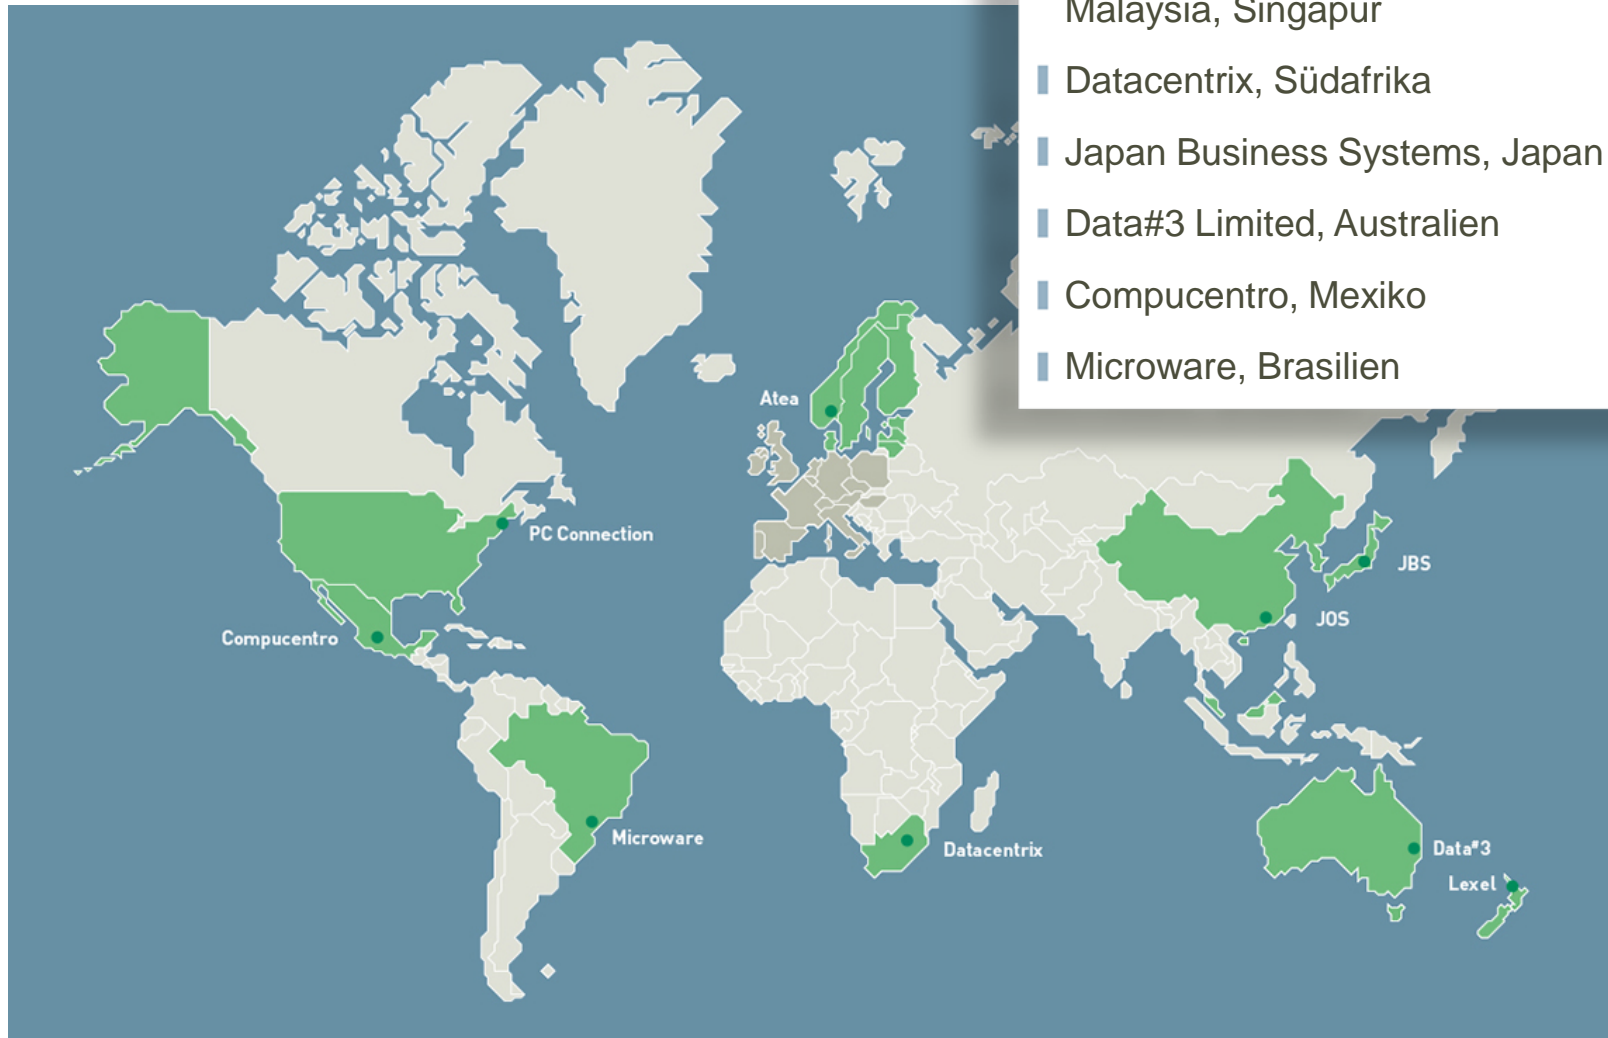 Malaysia, Singapur
Datacentrix, Südafrika
Japan Business Systems, Japan
Data#3 Limited, Australien
Compucentro, Mexiko
Microware, Brasilien
Atea
PC Connection
JBS
JOS
Compucentro
Microware
Datacentrix
Data#3
Lexel